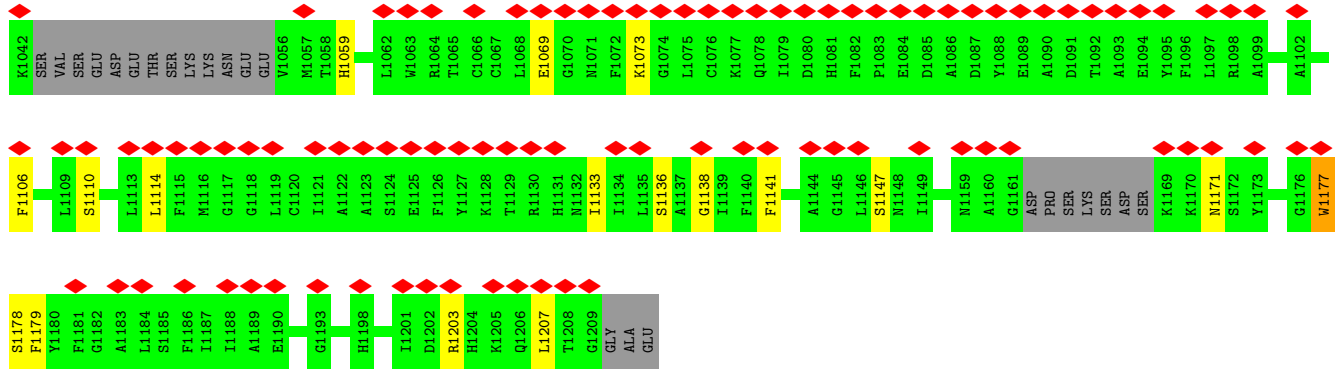 K1042 SER VAL SER GLU ASP GLU THR SER LYS LYS ASN GLU GLU V1056 M1057 T1058 H1059 L1062 W1063 R1064 T1065 C1066 C1067 L1068 E1069 G1070 N1071 F1072 K1073 G1074 L1075 C1076 K1077 Q1078 I1079 D1080 H1081 F1082 P1083 E1084 D1085 A1086 D1087 Y1088 E1089 A1090 D1091 T1092 A1093 E1094 Y1095 F1096 L1097 R1098 A1099 A1102
F1106 L1109 S1110 L1113 L1114 F1115 M1116 G1117 G1118 L1119 C1120 I1121 A1122 A1123 S1124 E1125 F1126 Y1127 K1128 T1129 R1130 H1131 N1132 I1133 I1134 L1135 S1136 A1137 G1138 I1139 F1140 F1141 A1144 G1145 L1146 S1147 N1148 I1149 N1159 A1160 G1161 ASP PRO SER LYS SER ASP SER K1169 K1170 N1171 S1172 Y1173 G1176 W1177
S1178 F1179 Y1180 F1181 G1182 A1183 L1184 S1185 F1186 I1187 I1188 A1189 E1190 G1193 H1198 I1201 D1202 R1203 H1204 K1205 Q1206 L1207 T1208 G1209 GLY ALA GLU